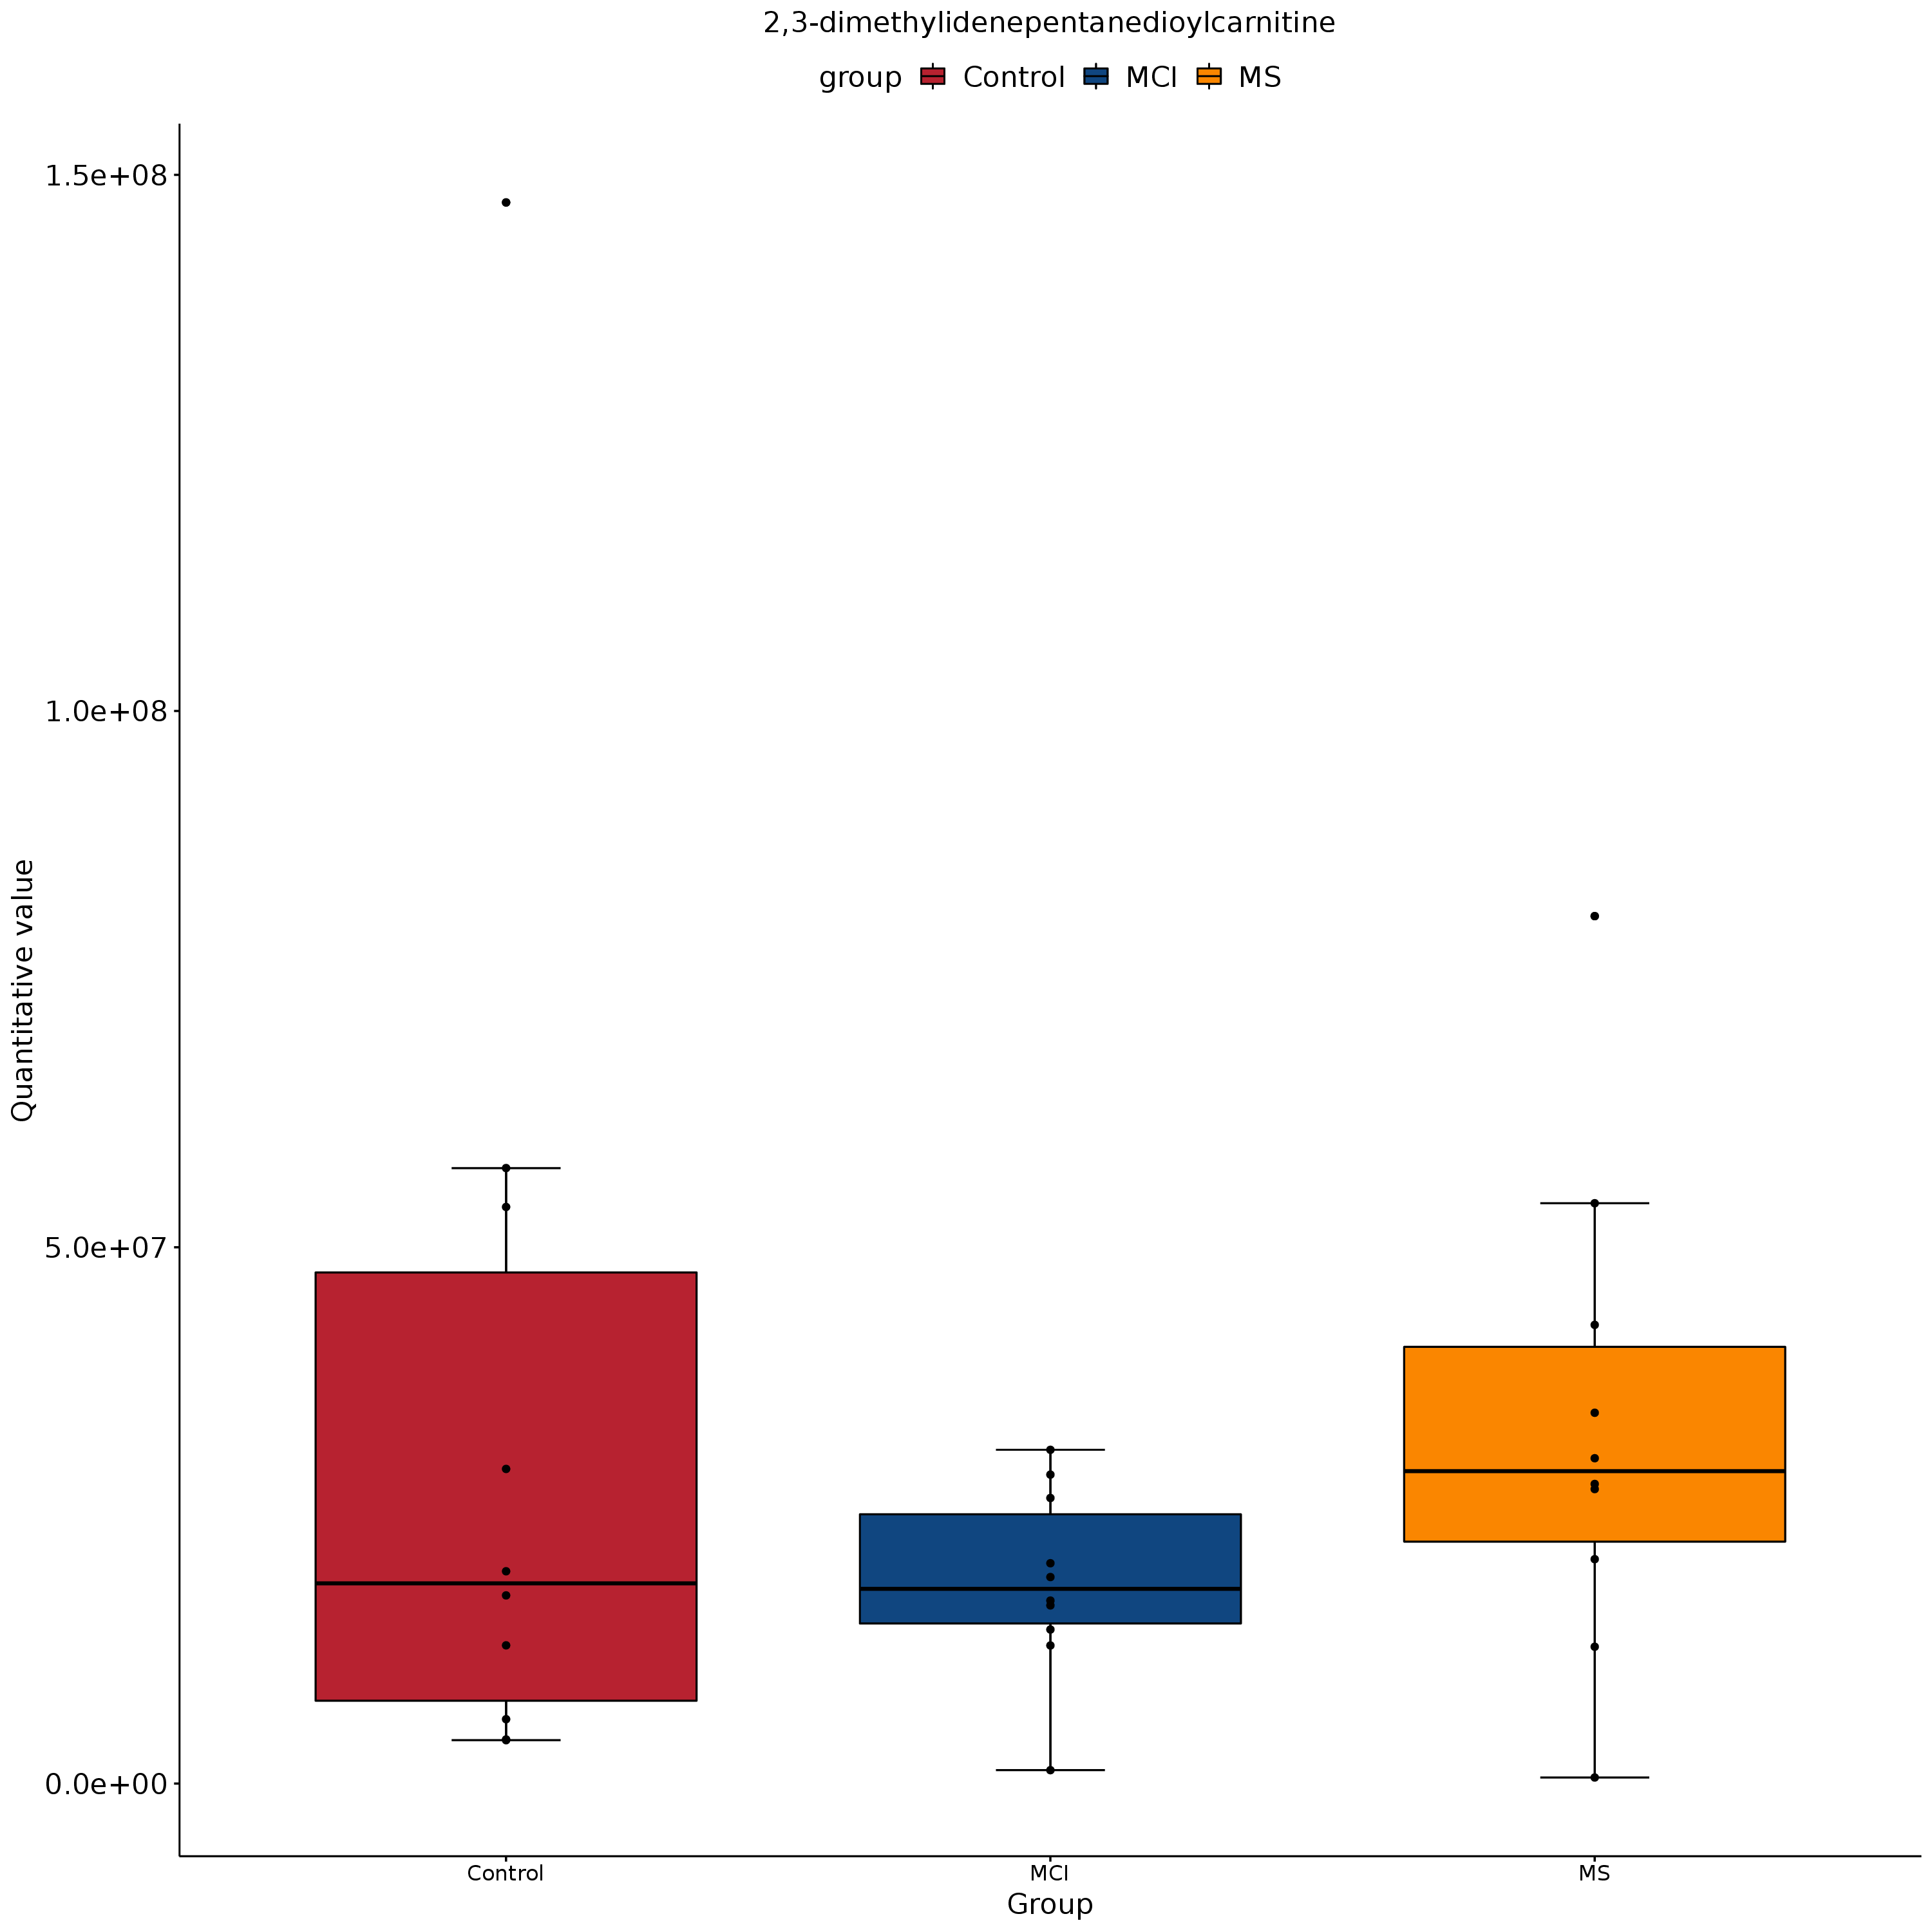 2,3-dimethylidenepentanedioylcarnitine
group Control MCI MS
1.5e+08
1.0e+08
5.0e+07
0.0e+00
Quantitative value
Control MCI MS
Group